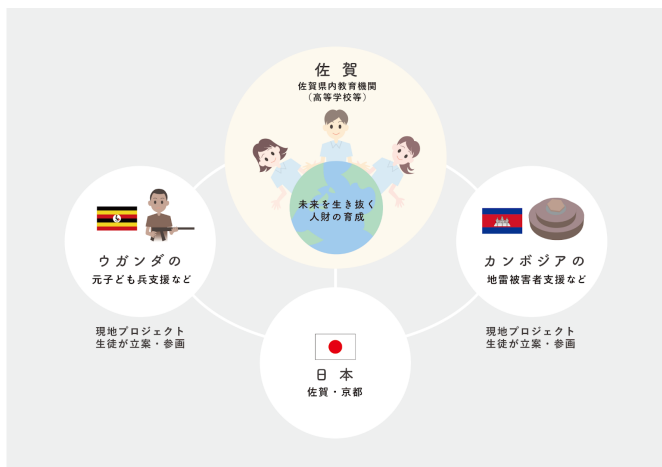 佐賀
佐賀県内教育機関
(高等学校等)
未来を生き抜く
人財の育成
ウガンダの
元子ども兵支援など
現地プロジェクト
生徒が立案・参画
カンボジアの
地雷被害者支援など
現地プロジェクト
生徒が立案・参画
日本
佐賀・京都